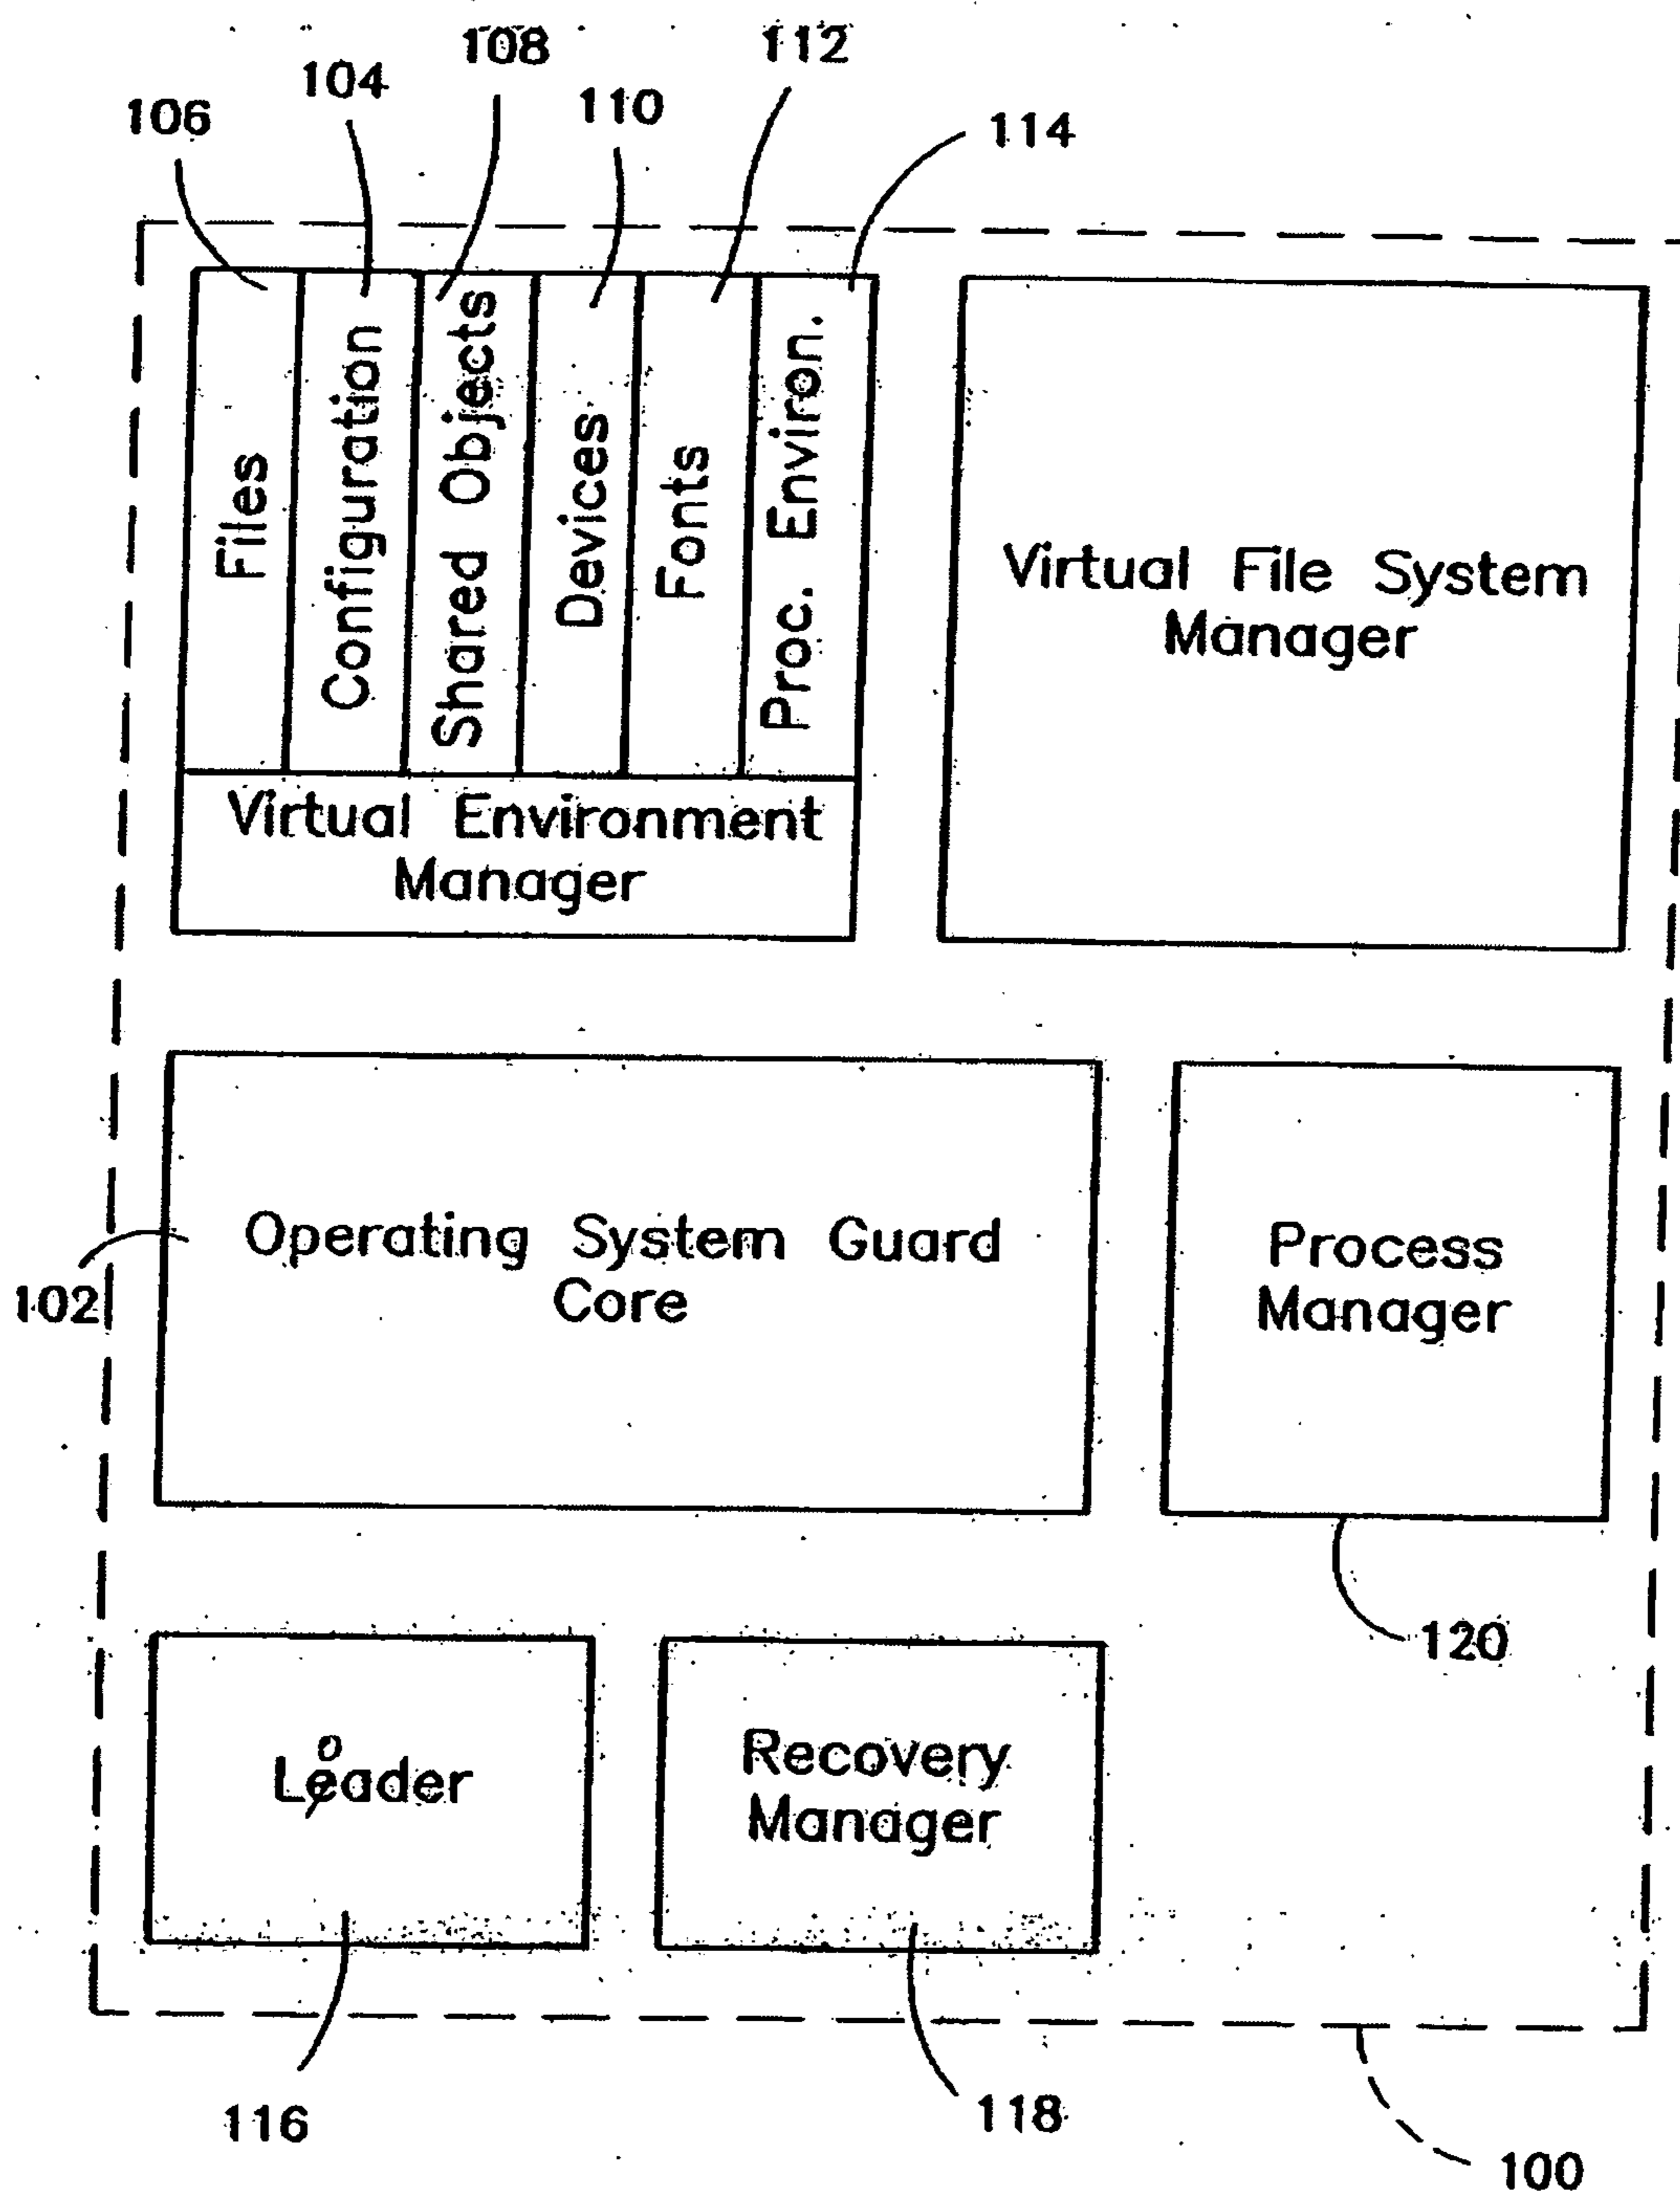 108
112
104
110
106
114
Files
Configuration
Shared Objects
Devices
Fonts
Proc. Environ.
Virtual File System
Manager
Virtual Environment
Manager
Operating System Guard
Core
Process
Manager
102
120
o
Leader
Recovery
Manager
116
118
100